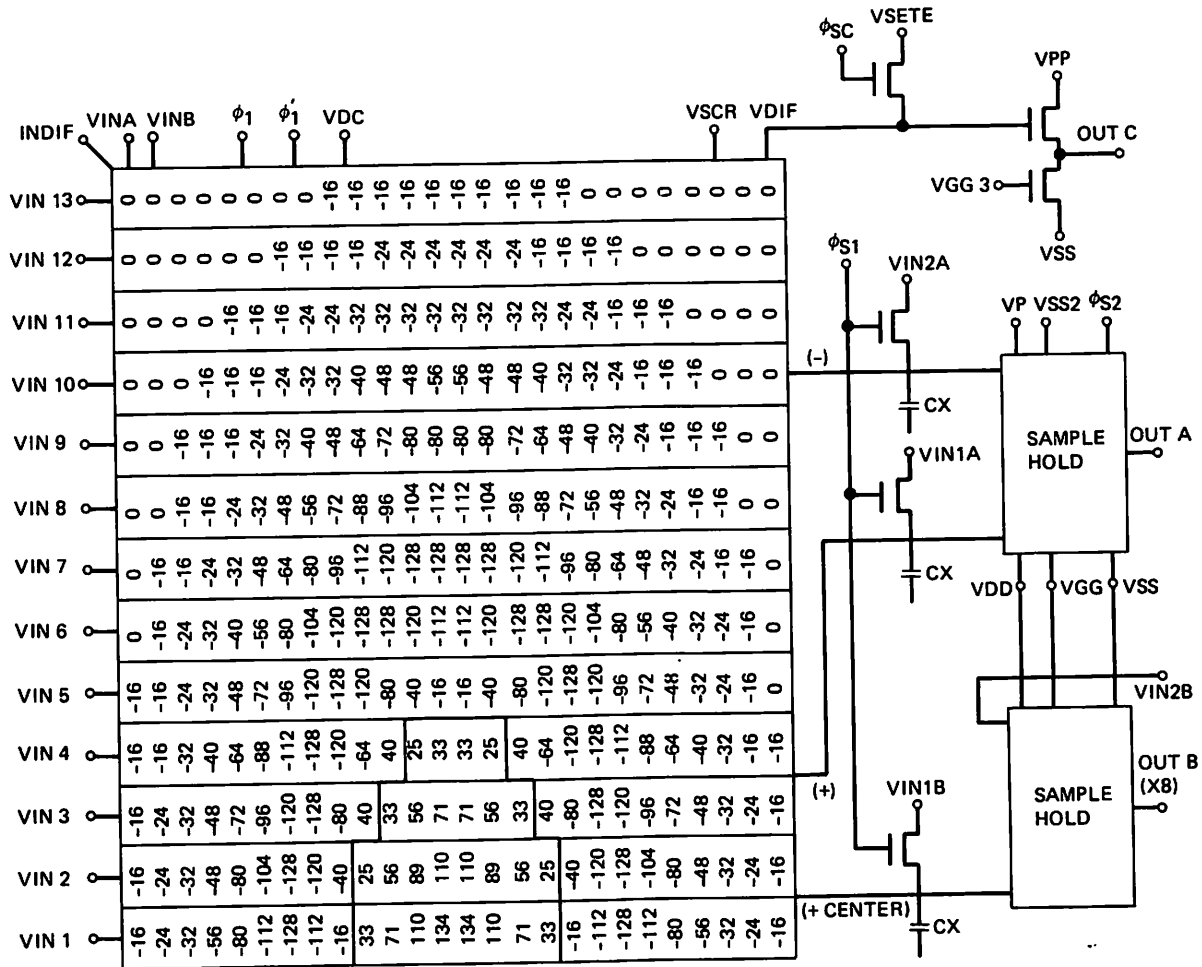 φSC
VSETE
VPP
INDIF VINA VINB φ1 φ1' VDC VSCR VDIF
OUT C
VGG 3
VSS
VIN 13 0 0 0 0 0 0 0 0 -16 -16 -16 -16 -16 -16 -16 -16 -16 -16 0 0 0 0 0 0 0 0
VIN 12 0 0 0 0 0 0 -16 -16 -16 -16 -24 -24 -24 -24 -24 -24 -16 -16 -16 -16 0 0 0 0 0 0
VIN 11 0 0 0 0 -16 -16 -16 -24 -24 -32 -32 -32 -32 -32 -32 -32 -32 -24 -24 -16 -16 -16 0 0 0 0
VIN 10 0 0 0 -16 -16 -16 -24 -32 -32 -40 -48 -48 -56 -56 -48 -48 -40 -32 -32 -24 -16 -16 -16 0 0 0
VIN 9 0 0 -16 -16 -16 -24 -32 -40 -48 -64 -72 -80 -80 -80 -80 -72 -64 -48 -40 -32 -24 -16 -16 -16 0 0
VIN 8 0 0 -16 -16 -24 -32 -48 -56 -72 -88 -96 -104 -112 -112 -104 -96 -88 -72 -56 -48 -32 -24 -16 -16 0 0
VIN 7 0 -16 -16 -24 -32 -48 -64 -80 -96 -112 -120 -128 -128 -128 -128 -120 -112 -96 -80 -64 -48 -32 -24 -16 -16 0
VIN 6 0 -16 -24 -32 -40 -56 -80 -104 -120 -128 -128 -120 -112 -112 -120 -128 -128 -120 -104 -80 -56 -40 -32 -24 -16 0
VIN 5 -16 -16 -24 -32 -48 -72 -96 -120 -128 -120 -80 -40 -16 -16 -40 -80 -120 -128 -120 -96 -72 -48 -32 -24 -16 0
VIN 4 -16 -16 -32 -40 -64 -88 -112 -128 -120 -64 40 25 33 33 25 40 -64 -120 -128 -112 -88 -64 -40 -32 -16 -16
VIN 3 -16 -24 -32 -48 -72 -96 -120 -128 -80 40 33 56 71 71 56 33 40 -80 -128 -120 -96 -72 -48 -32 -24 -16
VIN 2 -16 -24 -32 -48 -80 -104 -128 -120 -40 25 56 89 110 110 89 56 25 -40 -120 -128 -104 -80 -48 -32 -24 -16
VIN 1 -16 -24 -32 -56 -80 -112 -128 -112 -16 33 71 110 134 134 110 71 33 -16 -112 -128 -112 -80 -56 -32 -24 -16
φS1
VIN2A
VP VSS2 φS2
(-)
CX
SAMPLE
HOLD
OUT A
VIN1A
CX
VDD VGG VSS
VIN2B
(+)
VIN1B
SAMPLE
HOLD
OUT B
(X8)
(+ CENTER)
CX